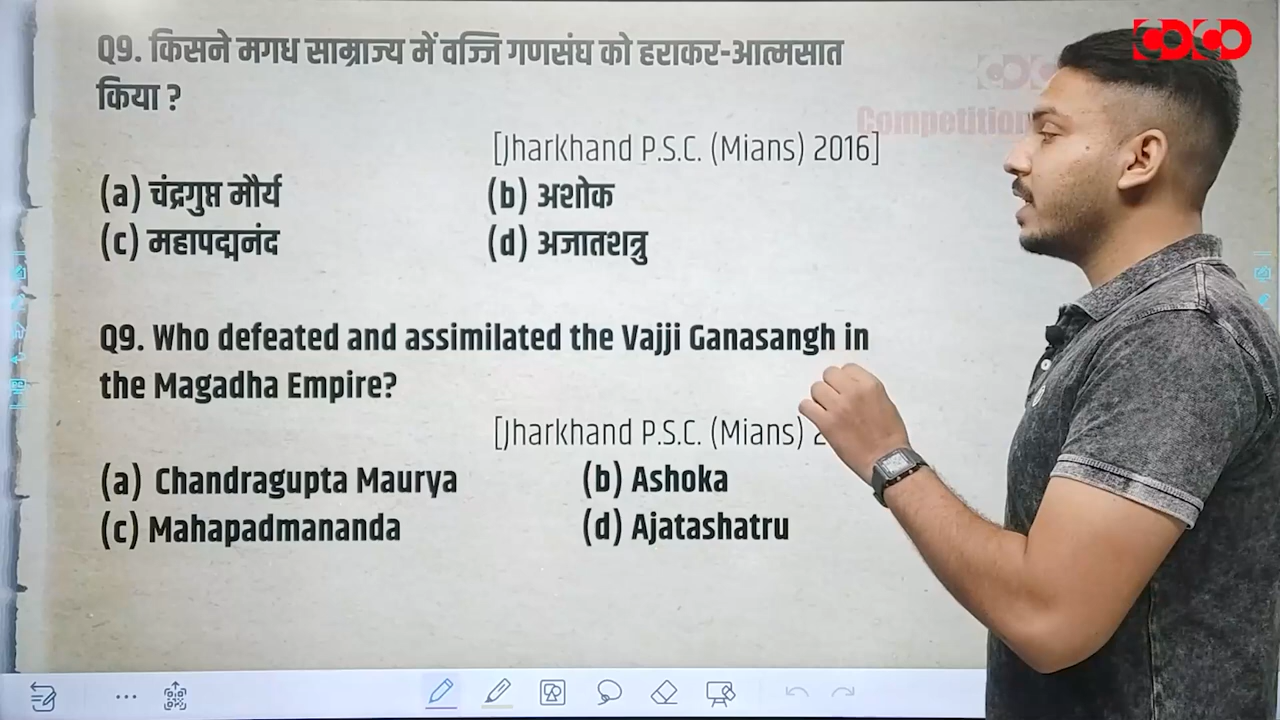 Q9. किसने मगध साम्राज्य में वज्जि गणसंघ को हराकर-आत्मसात
किया ?
[Jharkhand P.S.C. (Mians) 2016]
(a) चंद्रगुप्त मौर्य (b) अशोक
(c) महापद्मनंद (d) अजातशत्रु
Q9. Who defeated and assimilated the Vajji Ganasangh in
the Magadha Empire?
[Jharkhand P.S.C. (Mians) 2
(a) Chandragupta Maurya (b) Ashoka
(c) Mahapadmananda (d) Ajatashatru
Competition